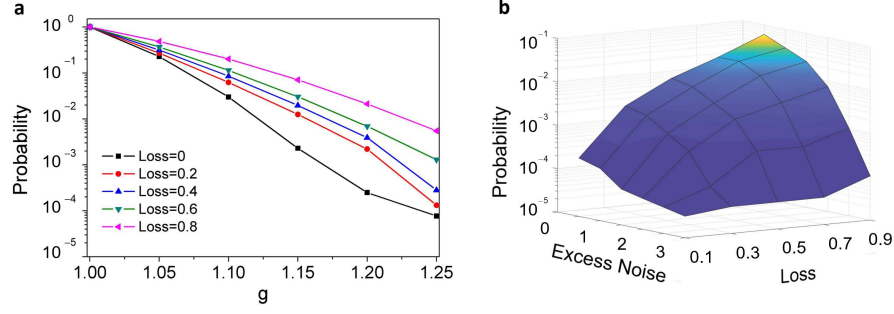 a
10⁰
10⁻¹
10⁻²
10⁻³
10⁻⁴
10⁻⁵
Probability
Loss=0
Loss=0.2
Loss=0.4
Loss=0.6
Loss=0.8
1.00 1.05 1.10 1.15 1.20 1.25
g
b
10⁻¹
10⁻²
10⁻³
10⁻⁴
10⁻⁵
Probability
0 1 2 3
Excess Noise
0.1 0.3 0.5 0.7 0.9
Loss